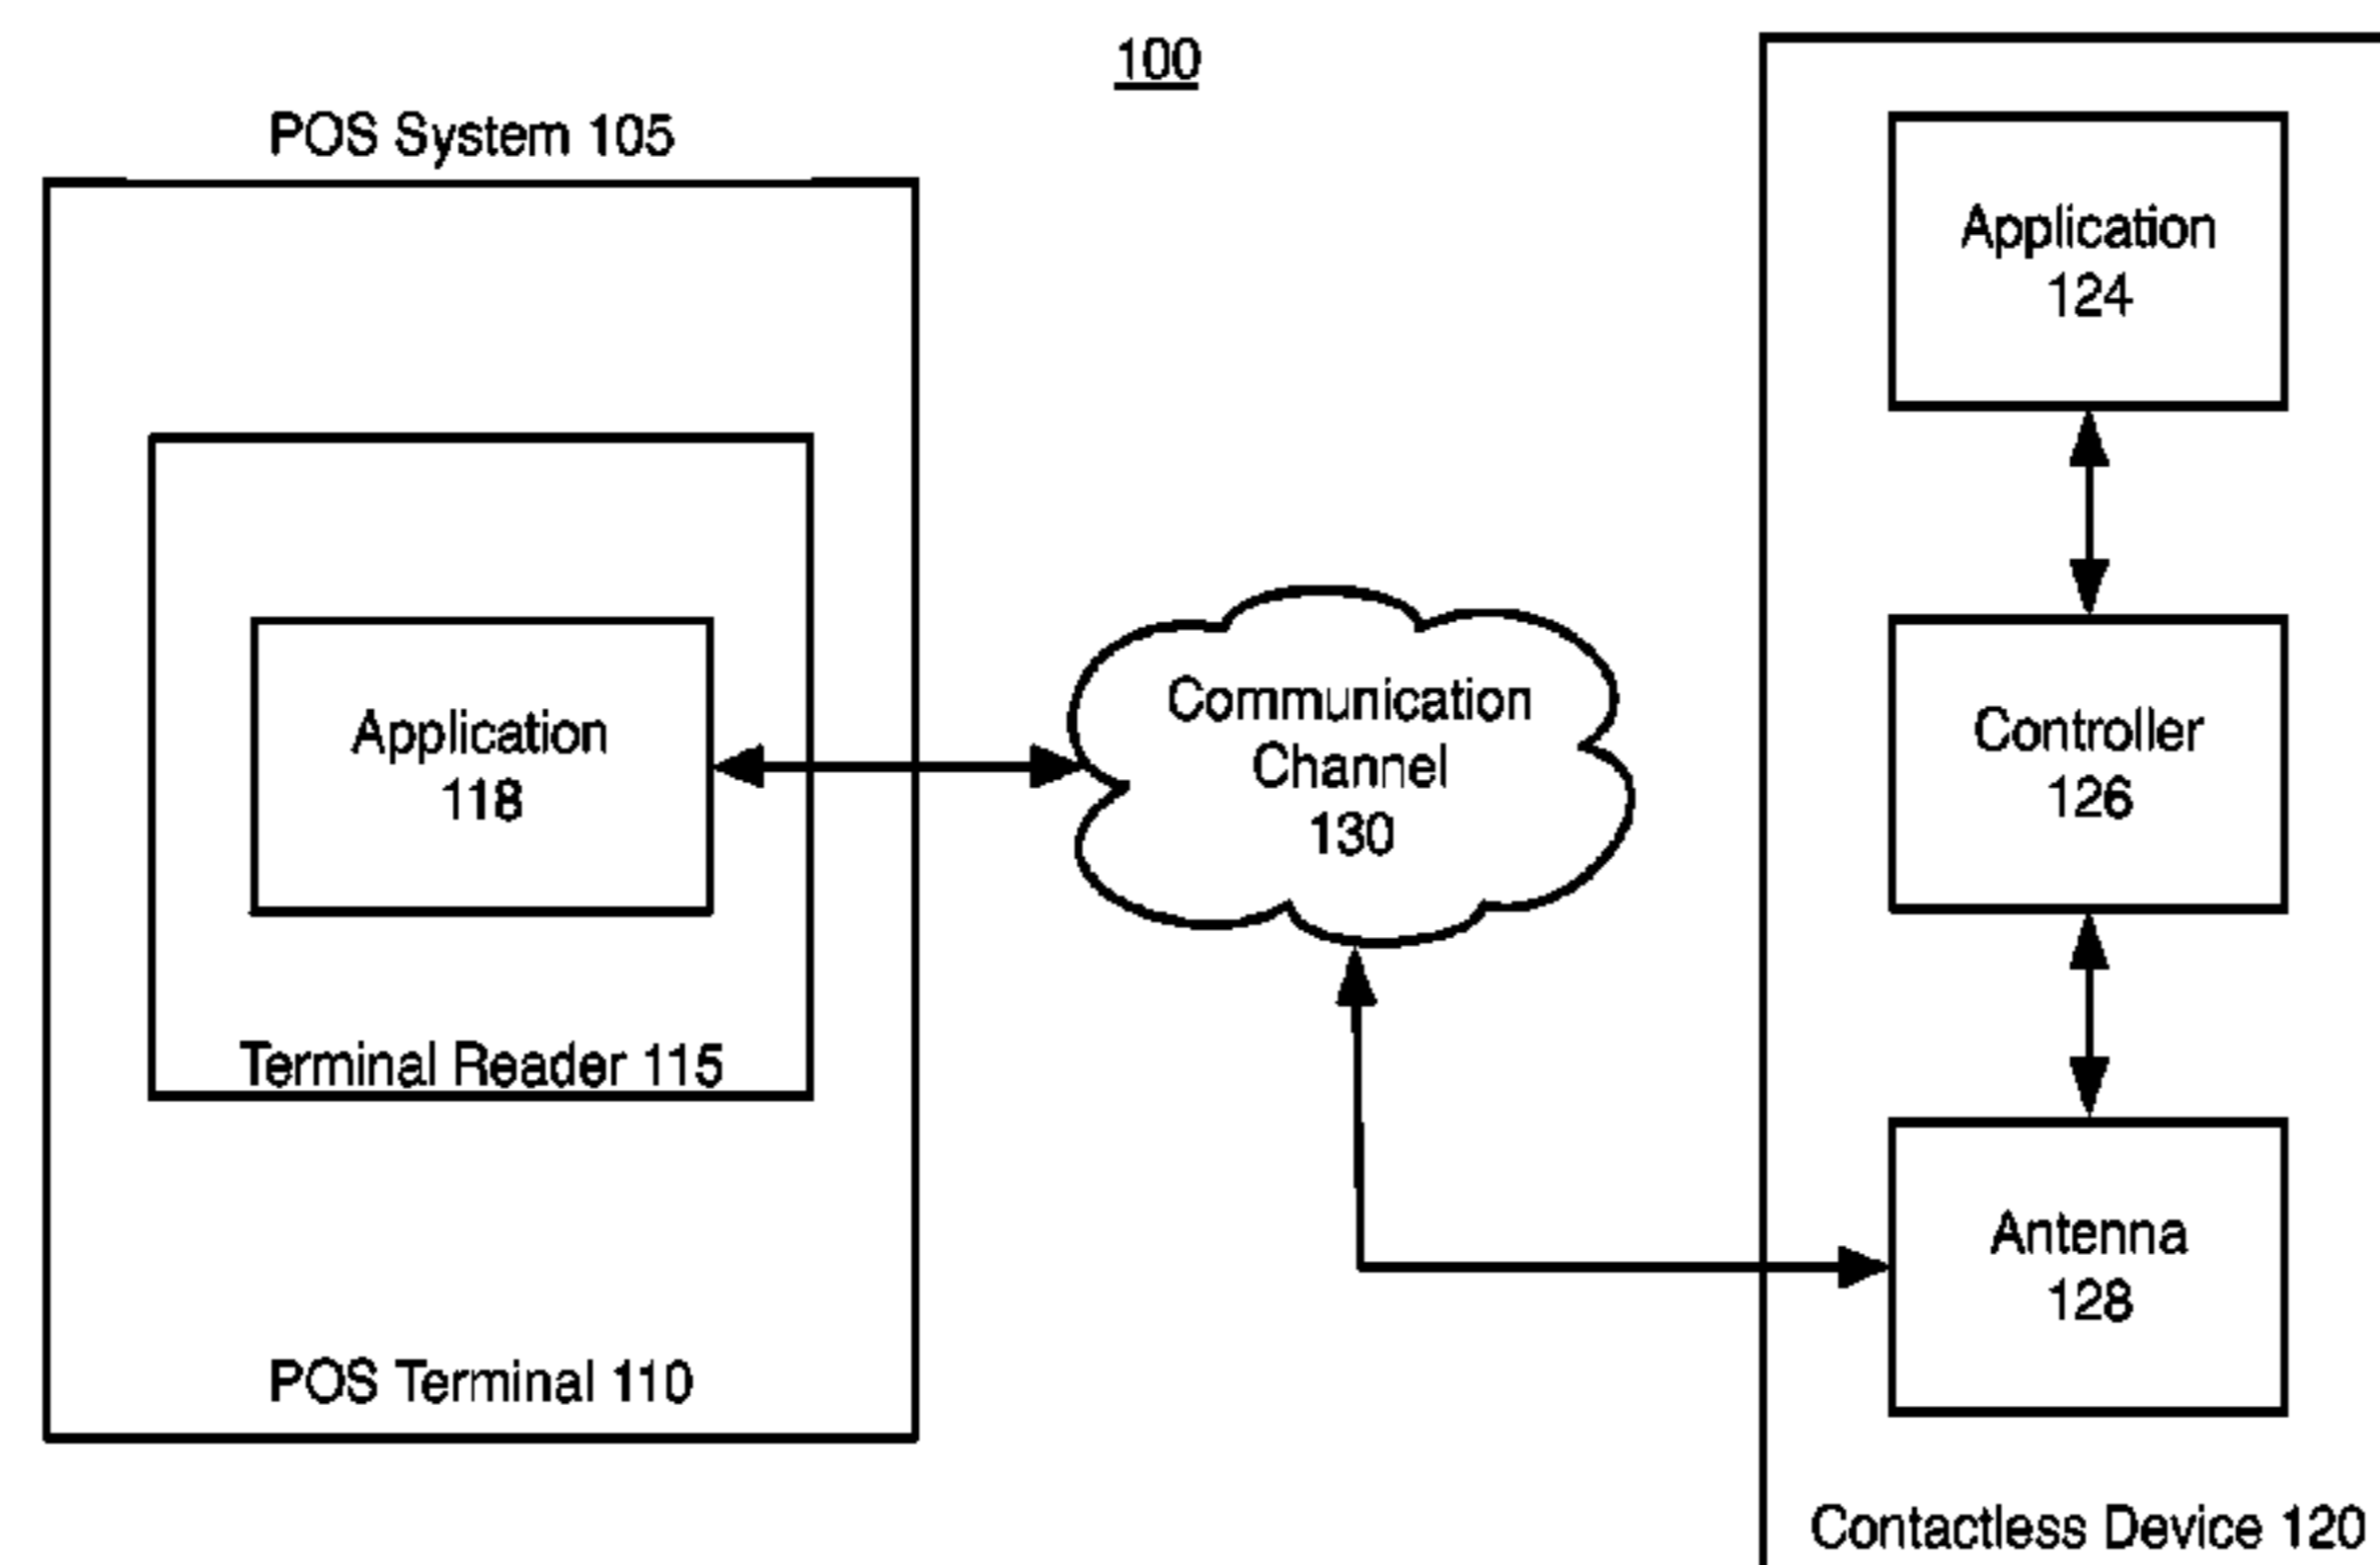 100
POS System 105
Application
118
Terminal Reader 115
POS Terminal 110
Communication
Channel
130
Application
124
Controller
126
Antenna
128
Contactless Device 120